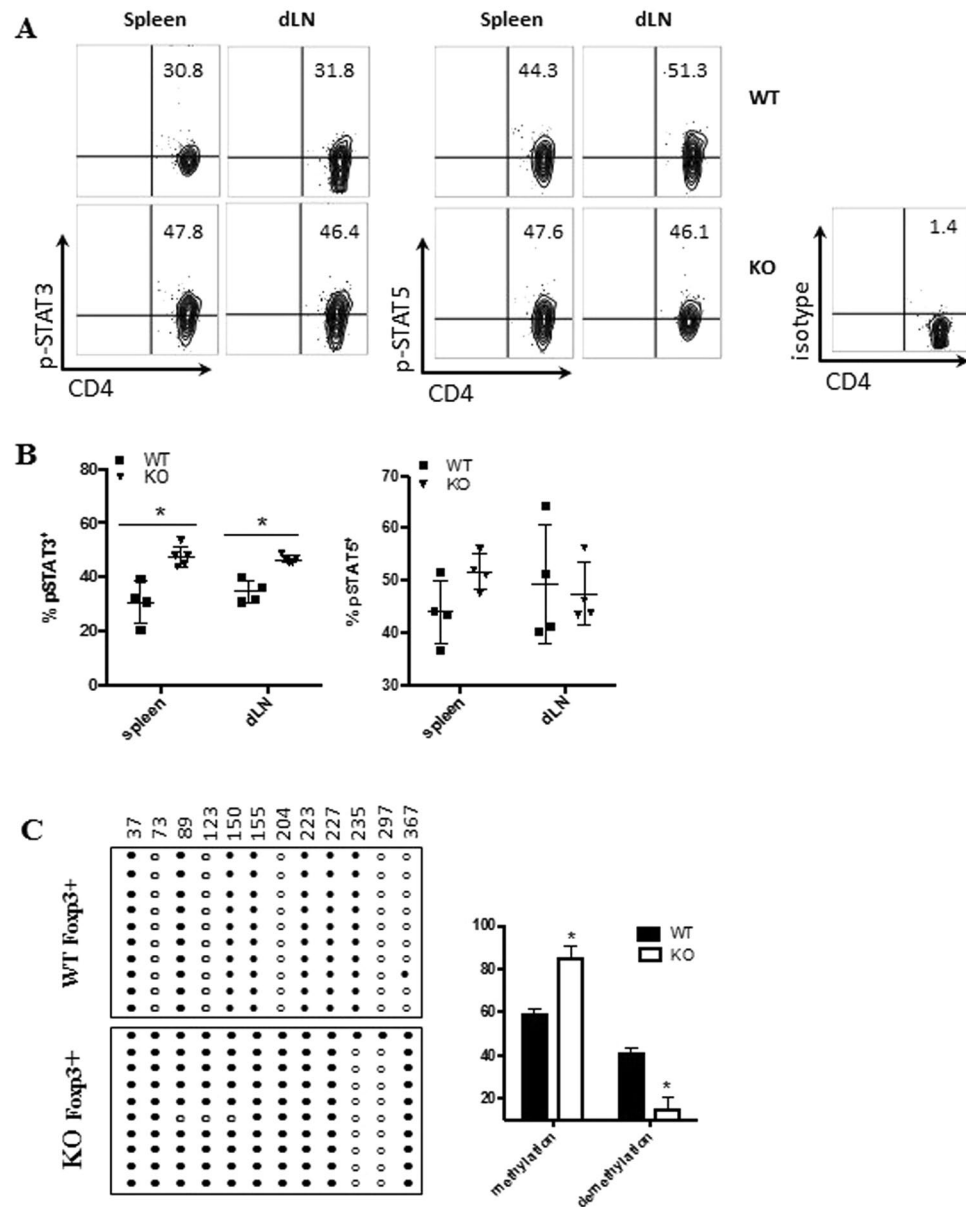 A
Spleen dLN Spleen dLN
30.8 31.8 44.3 51.3 WT
47.8 46.4 47.6 46.1 KO 1.4
p-STAT3
CD4
p-STAT5
CD4
isotype
CD4
B
WT
KO
80
60
40
20
0
% pSTAT3+
* *
spleen dLN
WT
KO
70
60
50
40
30
% pSTAT5+
spleen dLN
C
37 73 89 123 150 155 204 223 227 235 297 367
WT Foxp3+
KO Foxp3+
100
80
60
40
20
WT
KO
*
*
methylation demethylation